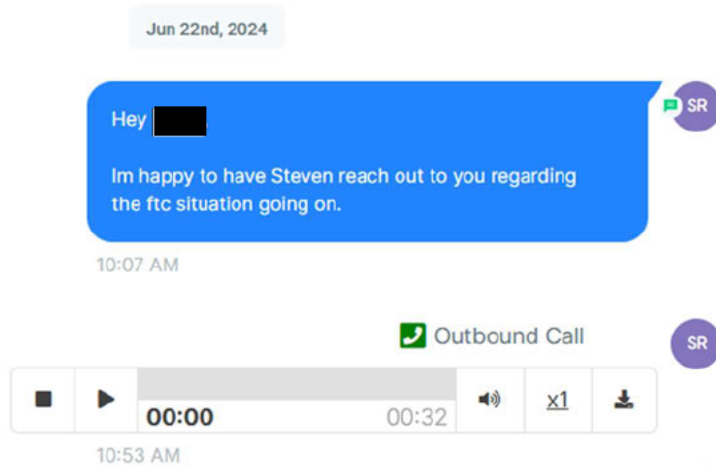 Jun 22nd, 2024
Hey
SR
Im happy to have Steven reach out to you regarding
the ftc situation going on.
10:07 AM
Outbound Call
SR
00:00
00:32
x1
10:53 AM